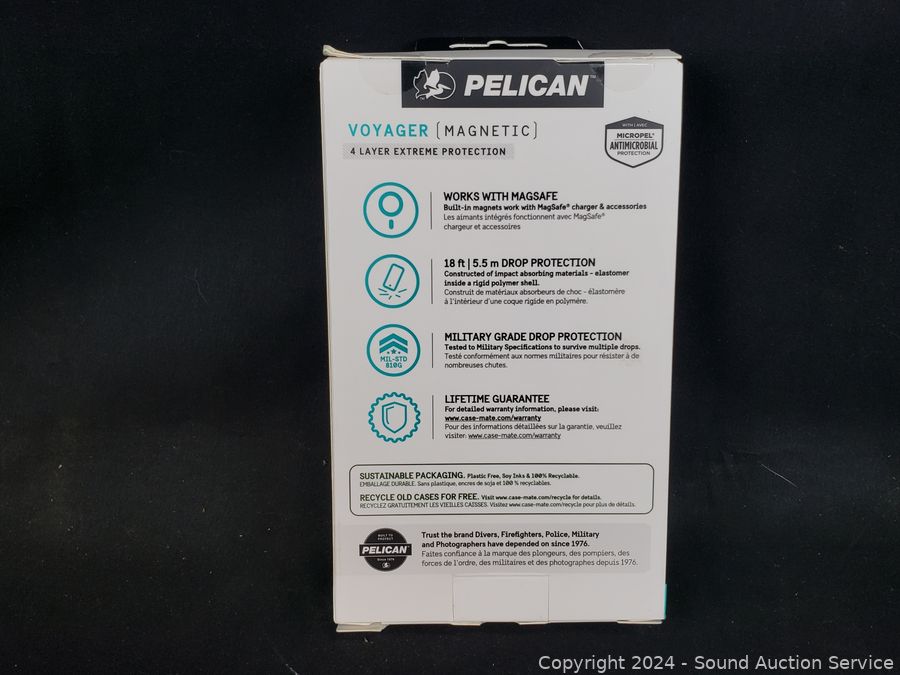 PELICAN™
VOYAGER [MAGNETIC]
4 LAYER EXTREME PROTECTION
WITH | AVEC
MICROPEL®
ANTIMICROBIAL
PROTECTION
WORKS WITH MAGSAFE
Built-in magnets work with MagSafe® charger & accessories
Les aimants intégrés fonctionnent avec MagSafe®
chargeur et accessoires
18 ft | 5.5 m DROP PROTECTION
Constructed of impact absorbing materials - elastomer
inside a rigid polymer shell.
Construit de matériaux absorbeurs de choc - élastomère
à l'intérieur d'une coque rigide en polymère.
MIL-STD
810G
MILITARY GRADE DROP PROTECTION
Tested to Military Specifications to survive multiple drops.
Testé conformément aux normes militaires pour résister à de
nombreuses chutes.
LIFETIME GUARANTEE
For detailed warranty information, please visit:
www.case-mate.com/warranty
Pour des informations détaillées sur la garantie, veuillez
visiter: www.case-mate.com/warranty
SUSTAINABLE PACKAGING. Plastic Free, Soy Inks & 100% Recyclable.
EMBALLAGE DURABLE. Sans plastique, encres de soja et 100 % recyclables.
RECYCLE OLD CASES FOR FREE. Visit www.case-mate.com/recycle for details.
RECYCLEZ GRATUITEMENT LES VIEILLES CAISSES. Visitez www.case-mate.com/recycle pour plus de détails.
BUILT TO
PROTECT
PELICAN
Since 1976
Trust the brand Divers, Firefighters, Police, Military
and Photographers have depended on since 1976.
Faites confiance à la marque des plongeurs, des pompiers, des
forces de l'ordre, des militaires et des photographes depuis 1976.
Copyright 2024 - Sound Auction Service